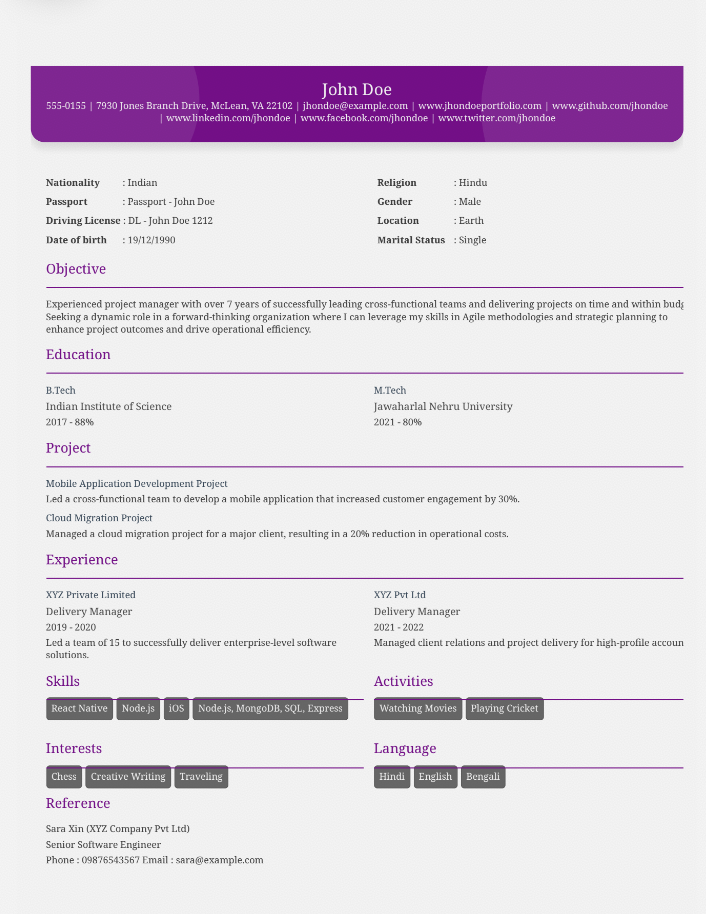 John Doe
555-0155 | 7930 Jones Branch Drive, McLean, VA 22102 | jhondoe@example.com | www.jhondoeportfolio.com | www.github.com/jhondoe
| www.linkedin.com/jhondoe | www.facebook.com/jhondoe | www.twitter.com/jhondoe
Nationality : Indian
Passport : Passport - John Doe
Driving License : DL - John Doe 1212
Date of birth : 19/12/1990
Religion : Hindu
Gender : Male
Location : Earth
Marital Status : Single
Objective
Experienced project manager with over 7 years of successfully leading cross-functional teams and delivering projects on time and within budg
Seeking a dynamic role in a forward-thinking organization where I can leverage my skills in Agile methodologies and strategic planning to
enhance project outcomes and drive operational efficiency.
Education
B.Tech
Indian Institute of Science
2017 - 88%
M.Tech
Jawaharlal Nehru University
2021 - 80%
Project
Mobile Application Development Project
Led a cross-functional team to develop a mobile application that increased customer engagement by 30%.
Cloud Migration Project
Managed a cloud migration project for a major client, resulting in a 20% reduction in operational costs.
Experience
XYZ Private Limited
Delivery Manager
2019 - 2020
Led a team of 15 to successfully deliver enterprise-level software
solutions.
XYZ Pvt Ltd
Delivery Manager
2021 - 2022
Managed client relations and project delivery for high-profile accoun
Skills
React Native Node.js iOS Node.js, MongoDB, SQL, Express
Activities
Watching Movies Playing Cricket
Interests
Chess Creative Writing Traveling
Language
Hindi English Bengali
Reference
Sara Xin (XYZ Company Pvt Ltd)
Senior Software Engineer
Phone : 09876543567 Email : sara@example.com